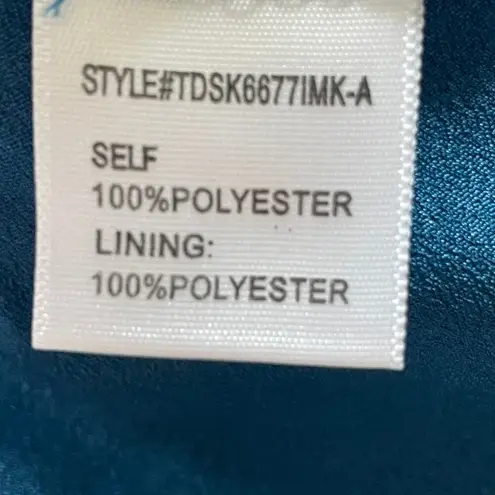 STYLE#TDSK6677IMK-A
SELF
100%POLYESTER
LINING:
100%POLYESTER